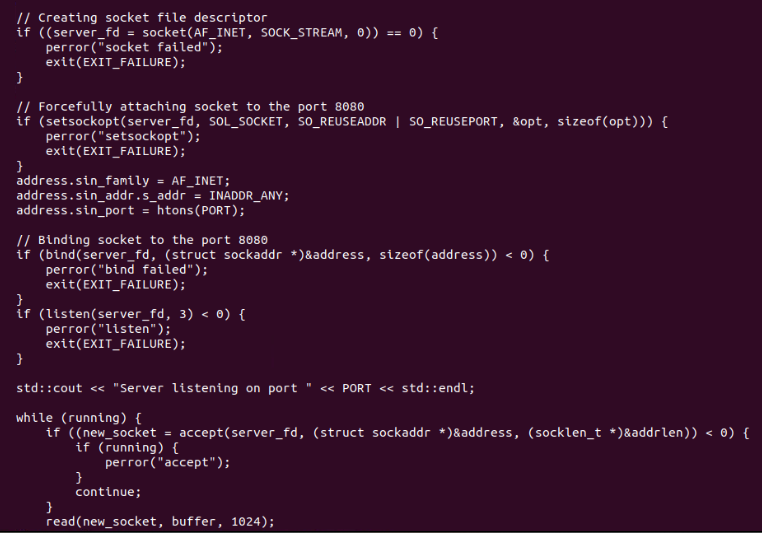 // Creating socket file descriptor
if ((server_fd = socket(AF_INET, SOCK_STREAM, 0)) == 0) {
    perror("socket failed");
    exit(EXIT_FAILURE);
}

// Forcefully attaching socket to the port 8080
if (setsockopt(server_fd, SOL_SOCKET, SO_REUSEADDR | SO_REUSEPORT, &opt, sizeof(opt))) {
    perror("setsockopt");
    exit(EXIT_FAILURE);
}
address.sin_family = AF_INET;
address.sin_addr.s_addr = INADDR_ANY;
address.sin_port = htons(PORT);

// Binding socket to the port 8080
if (bind(server_fd, (struct sockaddr *)&address, sizeof(address)) < 0) {
    perror("bind failed");
    exit(EXIT_FAILURE);
}
if (listen(server_fd, 3) < 0) {
    perror("listen");
    exit(EXIT_FAILURE);
}

std::cout << "Server listening on port " << PORT << std::endl;

while (running) {
    if ((new_socket = accept(server_fd, (struct sockaddr *)&address, (socklen_t *)&addrlen)) < 0) {
        if (running) {
            perror("accept");
        }
        continue;
    }
    read(new_socket, buffer, 1024);